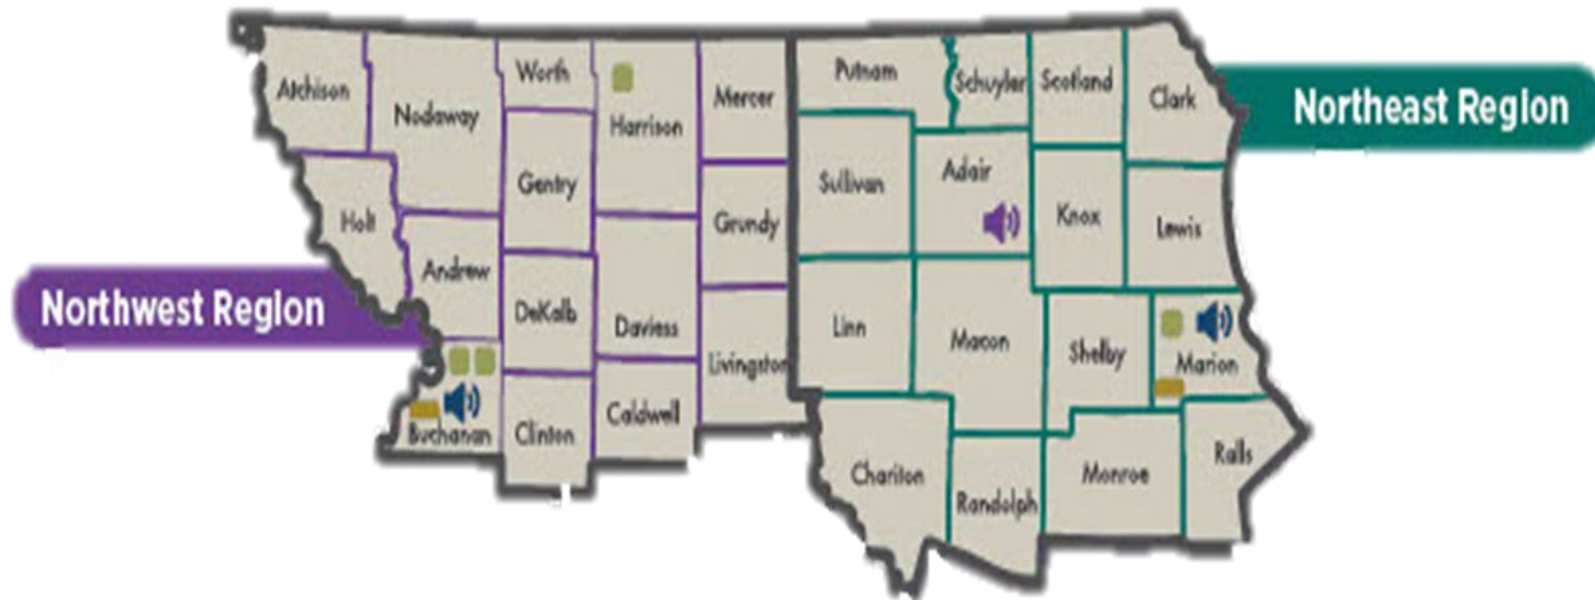 Atchison
Nodaway
Worth
Harrison
Mercer
Putnam
Schuyler
Scotland
Clark
Northeast Region
Holt
Gentry
Grundy
Sullivan
Adair
Knox
Lewis
Northwest Region
Andrew
DeKalb
Daviess
Livingston
Linn
Macon
Shelby
Marion
Buchanan
Clinton
Caldwell
Chariton
Randolph
Monroe
Ralls